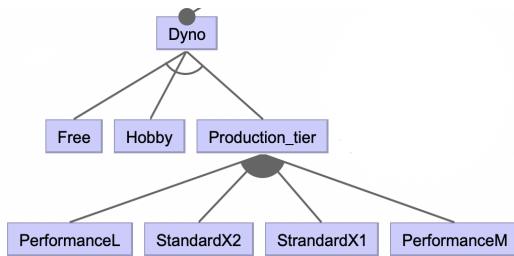 Dyno
Free Hobby Production_tier
PerformanceL StandardX2 StrandardX1 PerformanceM